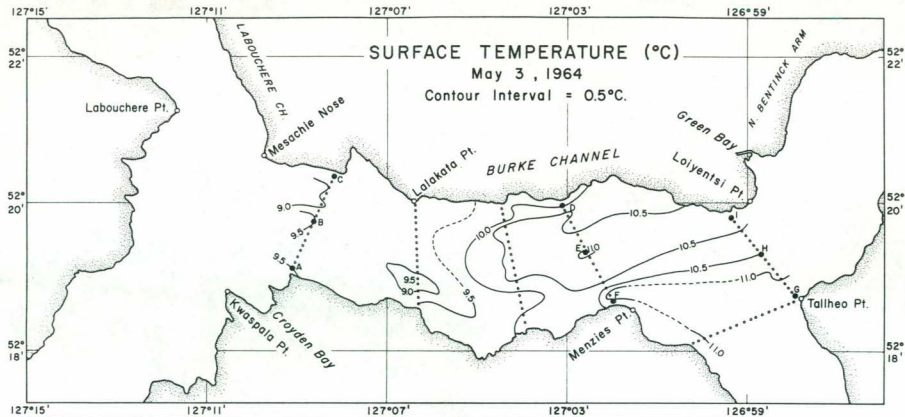 127°15' 127°11' 127°07' 127°03' 126°59'
52° 22'
52° 22'
SURFACE TEMPERATURE (°C)
May 3, 1964
Contour Interval = 0.5°C.
LABOUCHERE CH.
N. BENTINCK ARM
Labouchere Pt.
Mesachie Nose
Green Bay
Lalakata Pt.
BURKE CHANNEL
Loiyentsi Pt.
52° 20'
52° 20'
C
9.0
B
9.5
9.5
A
10.0
D
10.5
10.5
I
E
11.0
H
9.5
9.0
9.5
10.5
11.0
F
G
Tallheo Pt.
Kwaspala Pt.
Croyden Bay
Menzies Pt.
11.0
52° 18'
52° 18'
127°15' 127°11' 127°07' 127°03' 126°59'